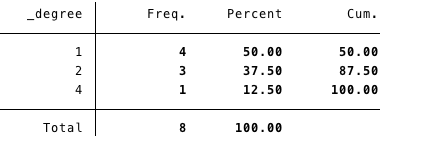 _degree Freq. Percent Cum.
1 4 50.00 50.00
2 3 37.50 87.50
4 1 12.50 100.00
Total 8 100.00